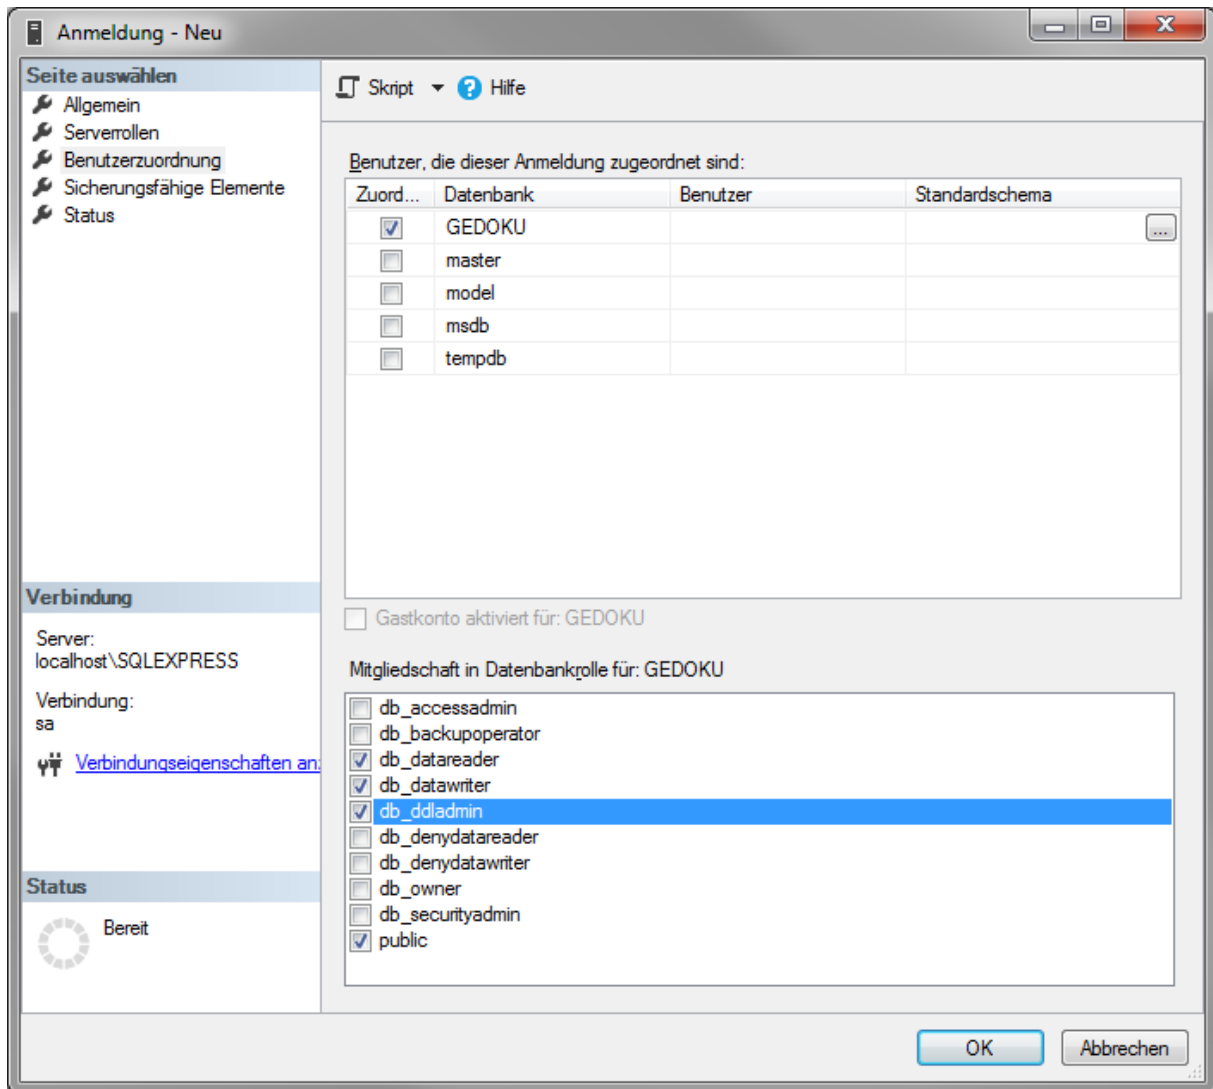 Anmeldung - Neu
Seite auswählen
Allgemein
Serverrollen
Benutzerzuordnung
Sicherungsfähige Elemente
Status
Skript Hilfe
Benutzer, die dieser Anmeldung zugeordnet sind:
Zuord... Datenbank Benutzer Standardschema
GEDOKU ...
master
model
msdb
tempdb
Gastkonto aktiviert für: GEDOKU
Mitgliedschaft in Datenbankrolle für: GEDOKU
db_accessadmin
db_backupoperator
db_datareader
db_datawriter
db_ddladmin
db_denydatareader
db_denydatawriter
db_owner
db_securityadmin
public
Verbindung
Server:
localhost\SQLEXPRESS
Verbindung:
sa
Verbindungseigenschaften an
Status
Bereit
OK Abbrechen